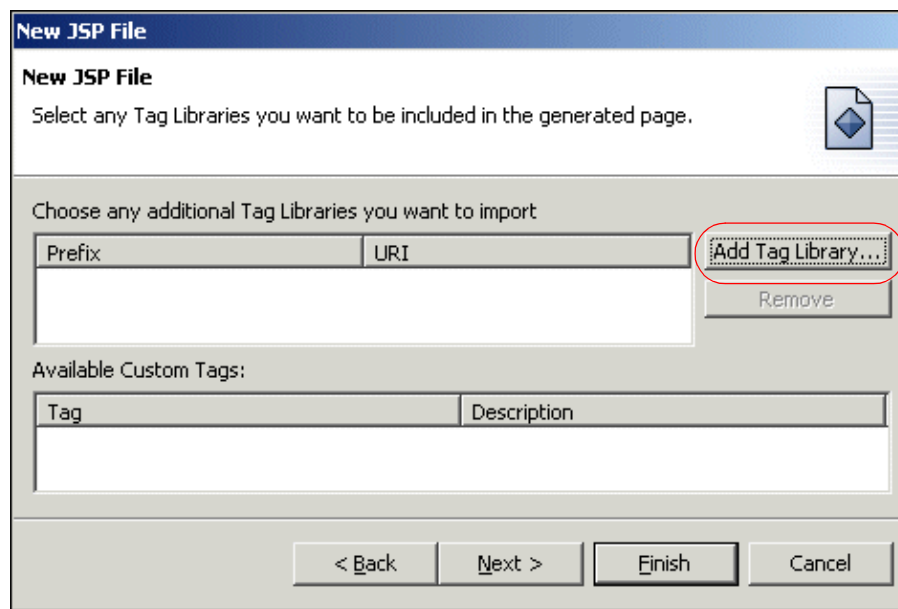 New JSP File
New JSP File
Select any Tag Libraries you want to be included in the generated page.
Choose any additional Tag Libraries you want to import
Prefix URI
Add Tag Library...
Remove
Available Custom Tags:
Tag Description
< Back Next > Finish Cancel